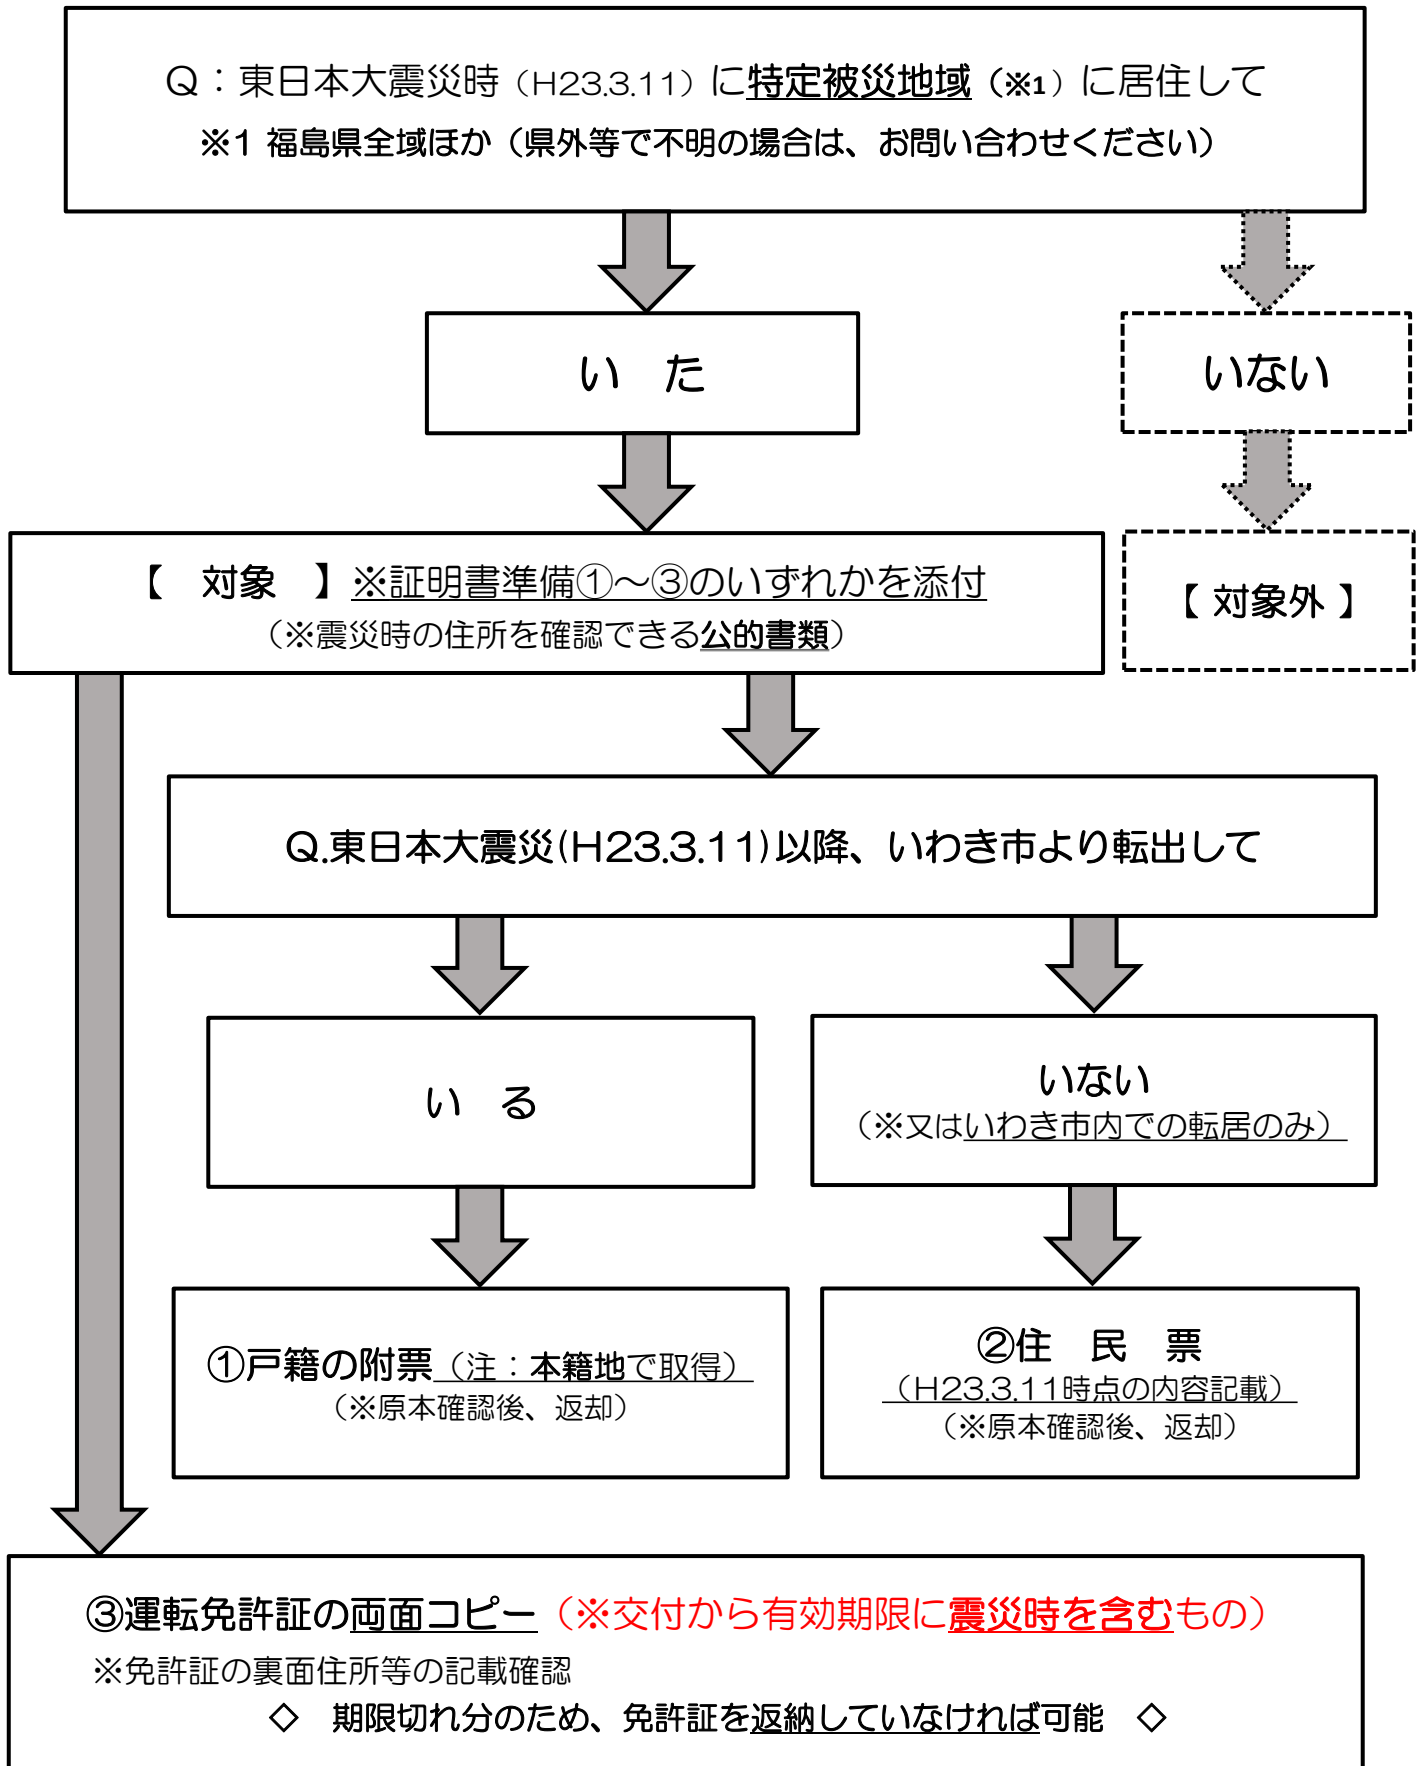 Q：東日本大震災時（H23.3.11）に特定被災地域（※1）に居住して
※1 福島県全域ほか（県外等で不明の場合は、お問い合わせください）
い　た
いない
【　対象　】※証明書準備①～③のいずれかを添付
（※震災時の住所を確認できる公的書類）
【 対象外 】
Q.東日本大震災(H23.3.11)以降、いわき市より転出して
い　る
いない
（※又はいわき市内での転居のみ）
①戸籍の附票（注：本籍地で取得）
（※原本確認後、返却）
②住　民　票
（H23.3.11時点の内容記載）
（※原本確認後、返却）
③運転免許証の両面コピー（※交付から有効期限に震災時を含むもの）
※免許証の裏面住所等の記載確認
◇　期限切れ分のため、免許証を返納していなければ可能　◇